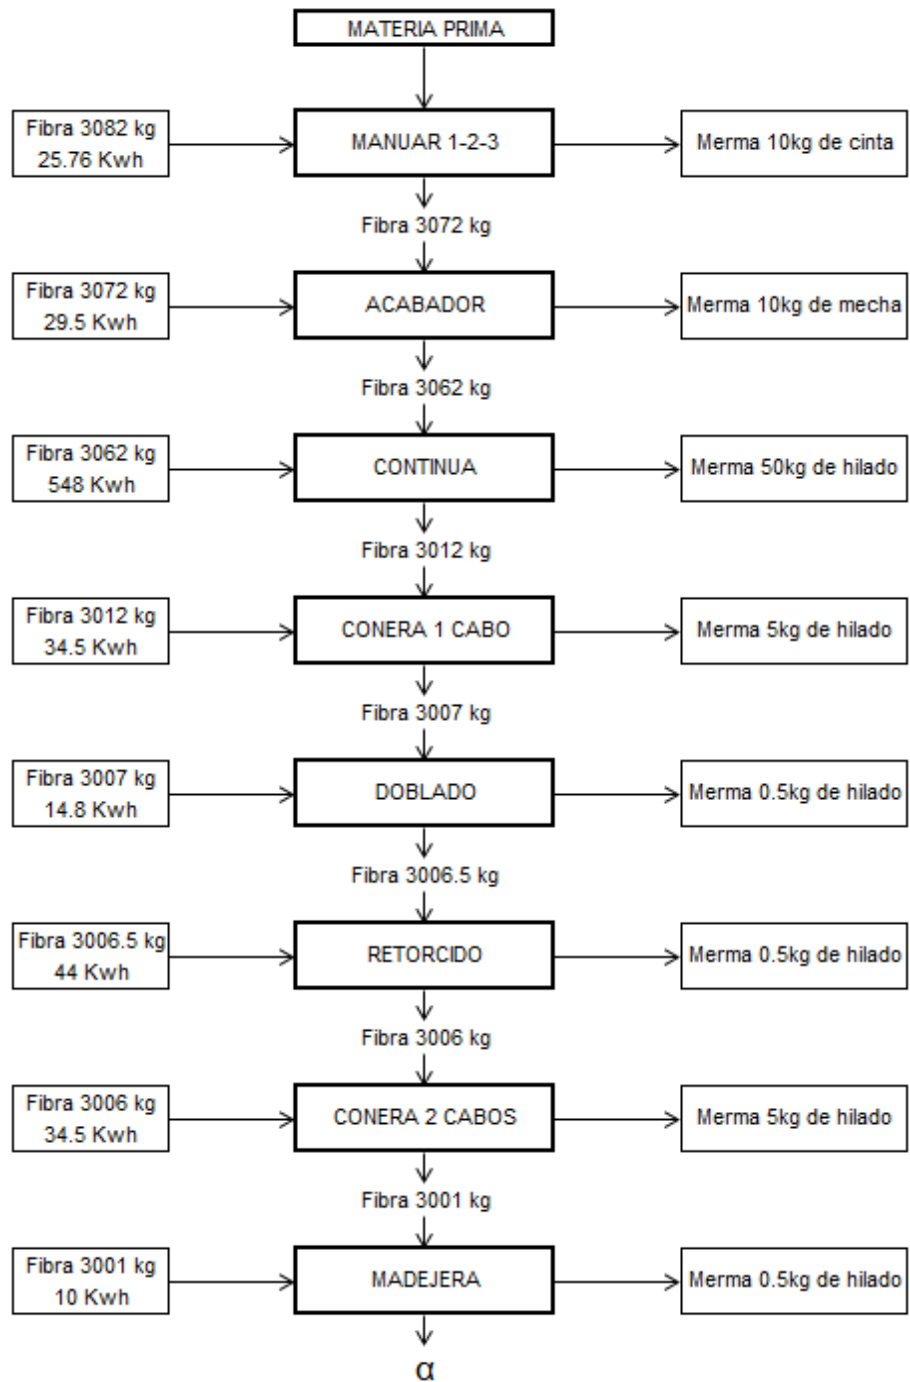 MATERIA PRIMA
Fibra 3082 kg
25.76 Kwh
MANUAR 1-2-3
Merma 10kg de cinta
Fibra 3072 kg
Fibra 3072 kg
29.5 Kwh
ACABADOR
Merma 10kg de mecha
Fibra 3062 kg
Fibra 3062 kg
548 Kwh
CONTINUA
Merma 50kg de hilado
Fibra 3012 kg
Fibra 3012 kg
34.5 Kwh
CONERA 1 CABO
Merma 5kg de hilado
Fibra 3007 kg
Fibra 3007 kg
14.8 Kwh
DOBLADO
Merma 0.5kg de hilado
Fibra 3006.5 kg
Fibra 3006.5 kg
44 Kwh
RETORCIDO
Merma 0.5kg de hilado
Fibra 3006 kg
Fibra 3006 kg
34.5 Kwh
CONERA 2 CABOS
Merma 5kg de hilado
Fibra 3001 kg
Fibra 3001 kg
10 Kwh
MADEJERA
Merma 0.5kg de hilado
α